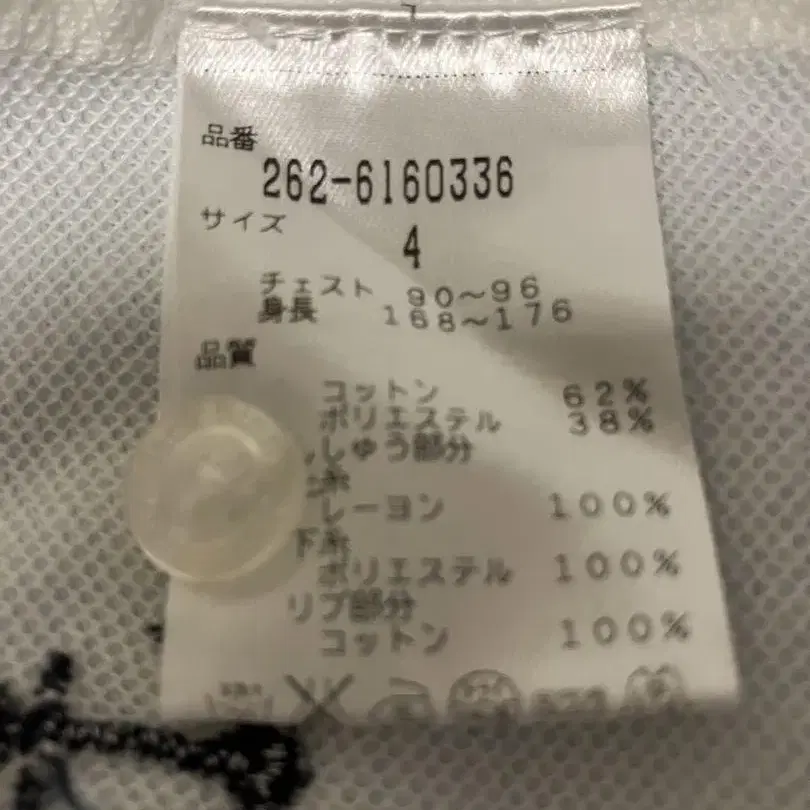 品番
262-6160336
サイズ
4
チェスト 90～96
身長 168～176
品質
コットン 62%
ポリエステル 38%
しゅう部分
糸
レーヨン 100%
下糸
ポリエステル 100%
リブ部分
コットン 100%